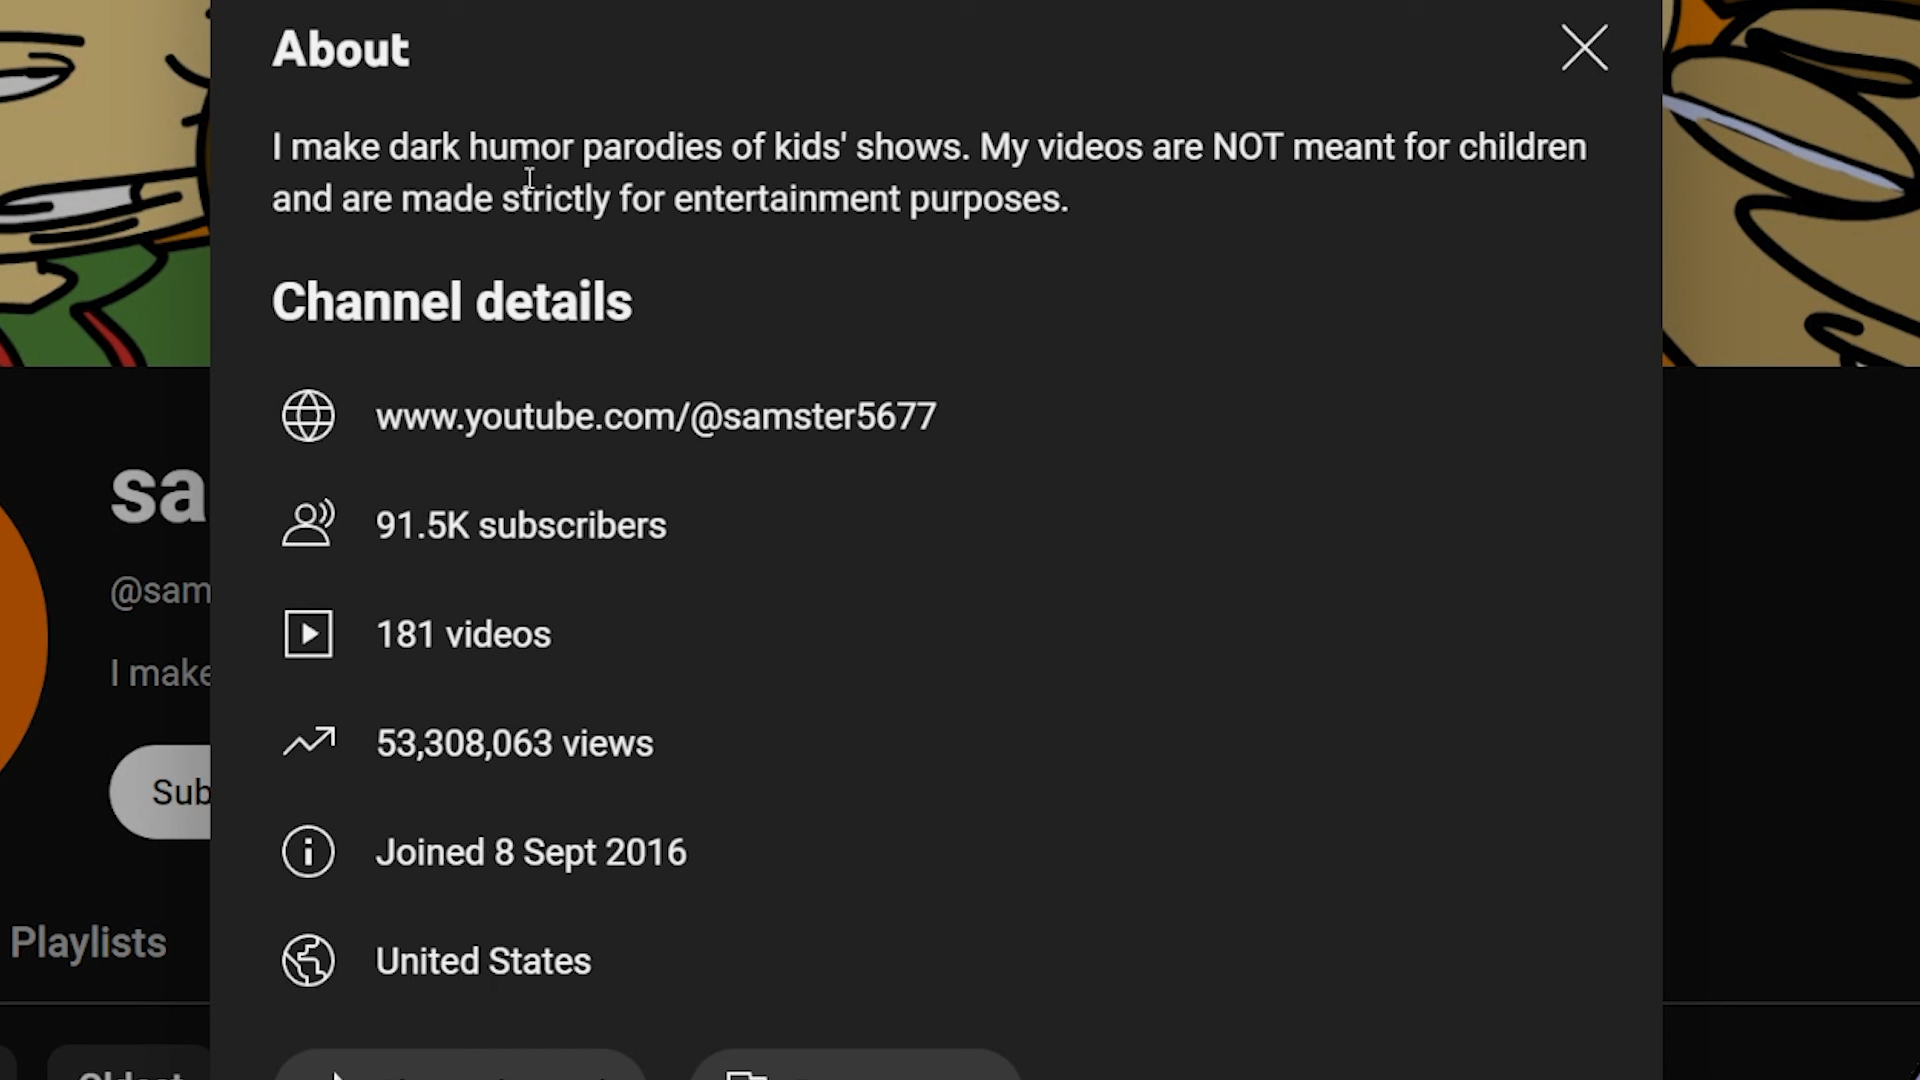 About
I make dark humor parodies of kids' shows. My videos are NOT meant for children
and are made strictly for entertainment purposes.
Channel details
www.youtube.com/@samster5677
sa
91.5K subscribers
@sam
181 videos
I make
53,308,063 views
Sub
Joined 8 Sept 2016
Playlists
United States